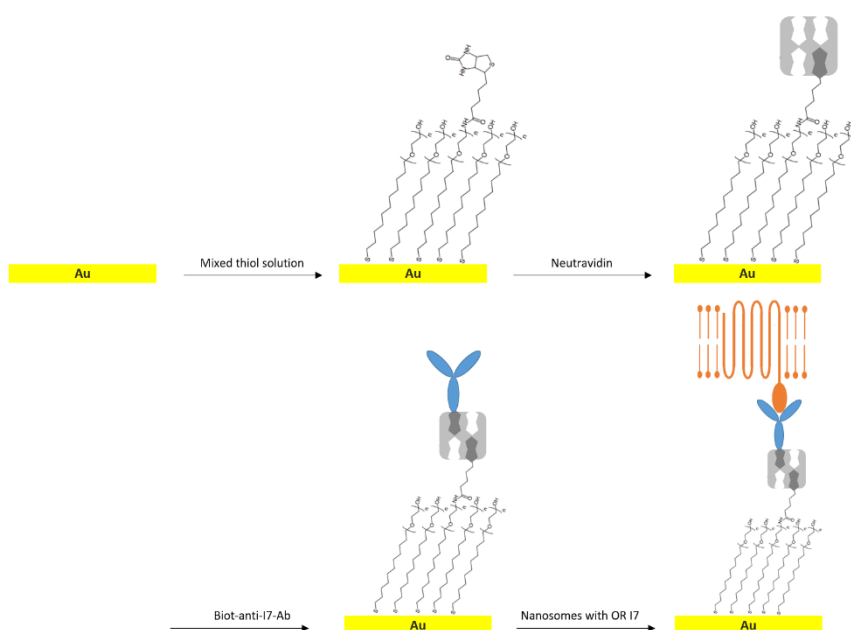 Mixed thiol solution
Neutravidin
Au
Au
Au
Biot-anti-I7-Ab
Nanosomes with OR I7
Au
Au